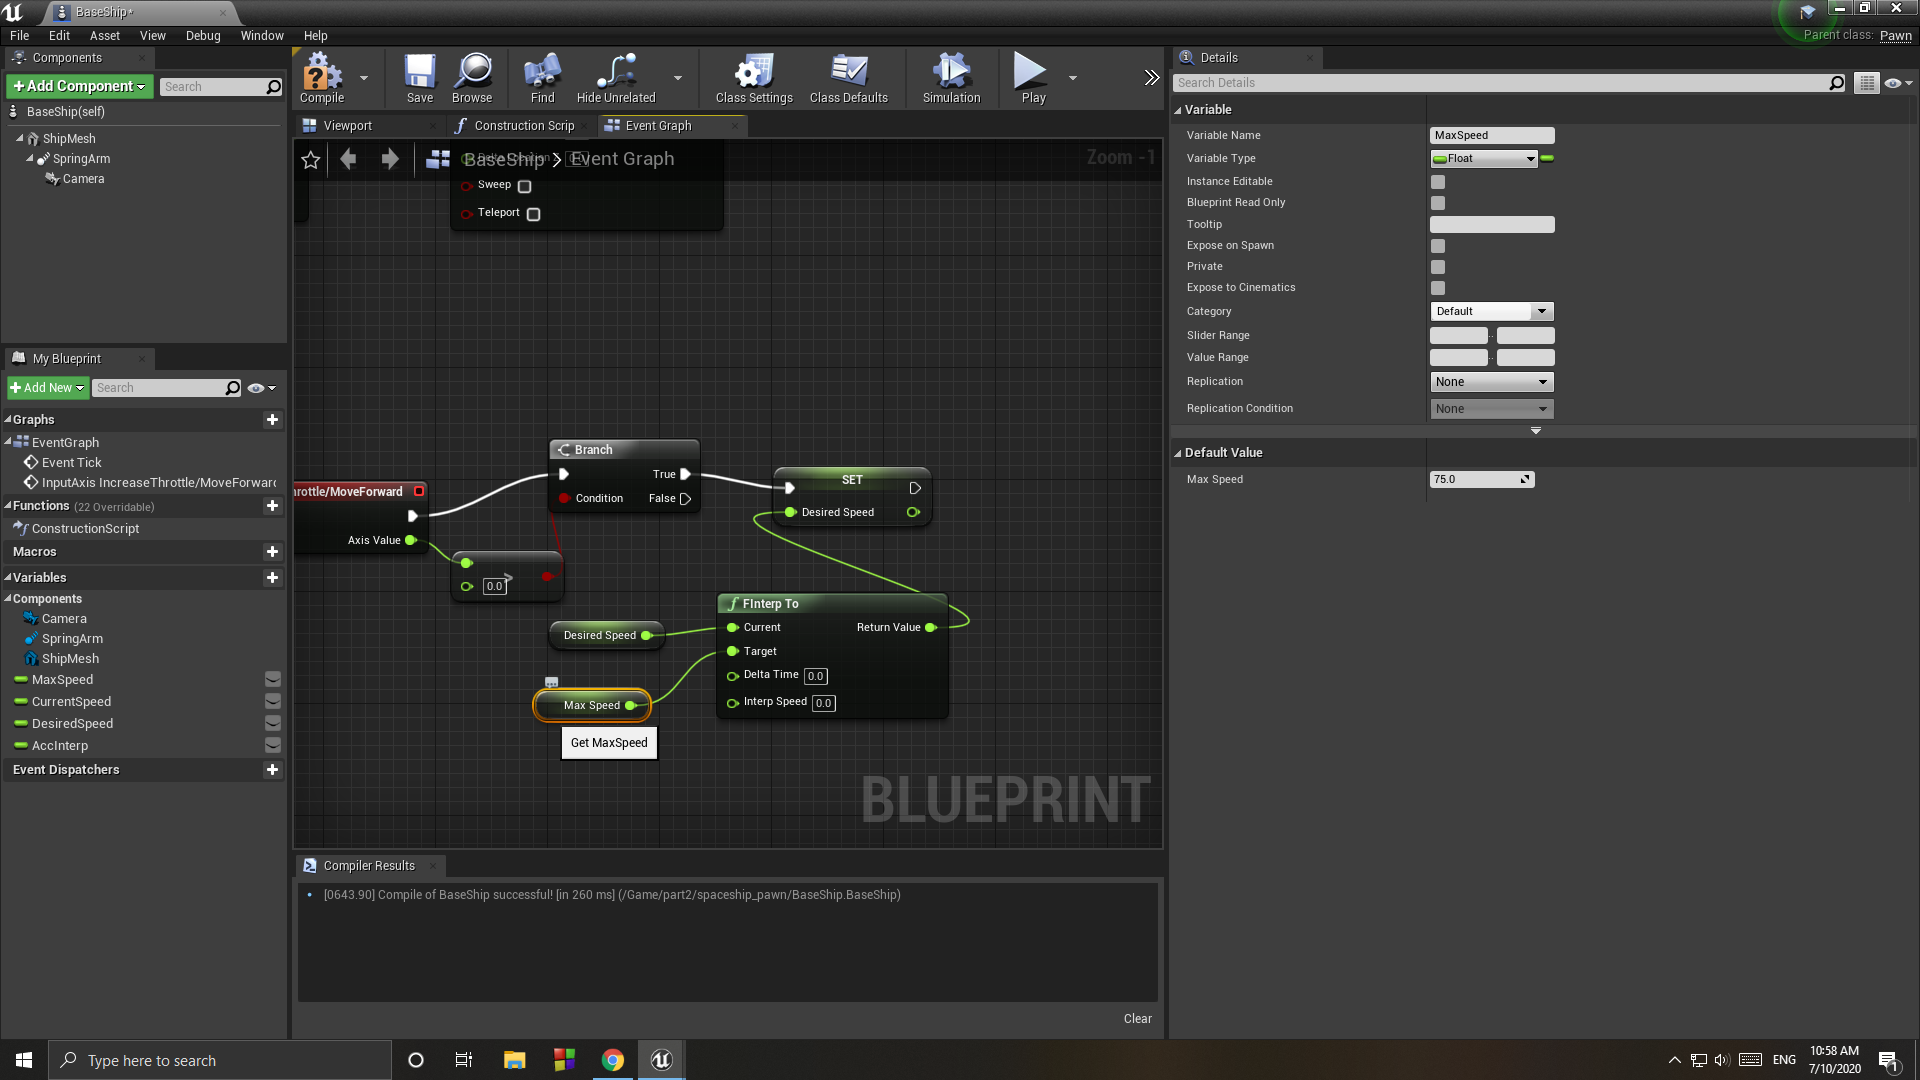 BaseShip*
File Edit Asset View Debug Window Help
Parent class: Pawn
Components
+Add Component
Search
BaseShip(self)
ShipMesh
SpringArm
Camera
My Blueprint
+Add New
Search
Graphs
EventGraph
Event Tick
InputAxis IncreaseThrottle/MoveForward
Functions (22 Overridable)
ConstructionScript
Macros
Variables
Components
Camera
SpringArm
ShipMesh
MaxSpeed
CurrentSpeed
DesiredSpeed
AccInterp
Event Dispatchers
Compile
Save
Browse
Find
Hide Unrelated
Class Settings
Class Defaults
Simulation
Play
Viewport
Construction Scrip
Event Graph
BaseShip > Event Graph
Zoom -1
Sweep
Teleport
hrottle/MoveForward
Axis Value
0.0
>
Branch
True
Condition
False
SET
Desired Speed
Desired Speed
Max Speed
Get MaxSpeed
FInterp To
Current
Return Value
Target
Delta Time 0.0
Interp Speed 0.0
BLUEPRINT
Compiler Results
[0643.90] Compile of BaseShip successful! [in 260 ms] (/Game/part2/spaceship_pawn/BaseShip.BaseShip)
Clear
Details
Search Details
Variable
Variable Name MaxSpeed
Variable Type Float
Instance Editable
Blueprint Read Only
Tooltip
Expose on Spawn
Private
Expose to Cinematics
Category Default
Slider Range
Value Range
Replication None
Replication Condition None
Default Value
Max Speed 75.0
Type here to search
ENG
10:58 AM
7/10/2020
1